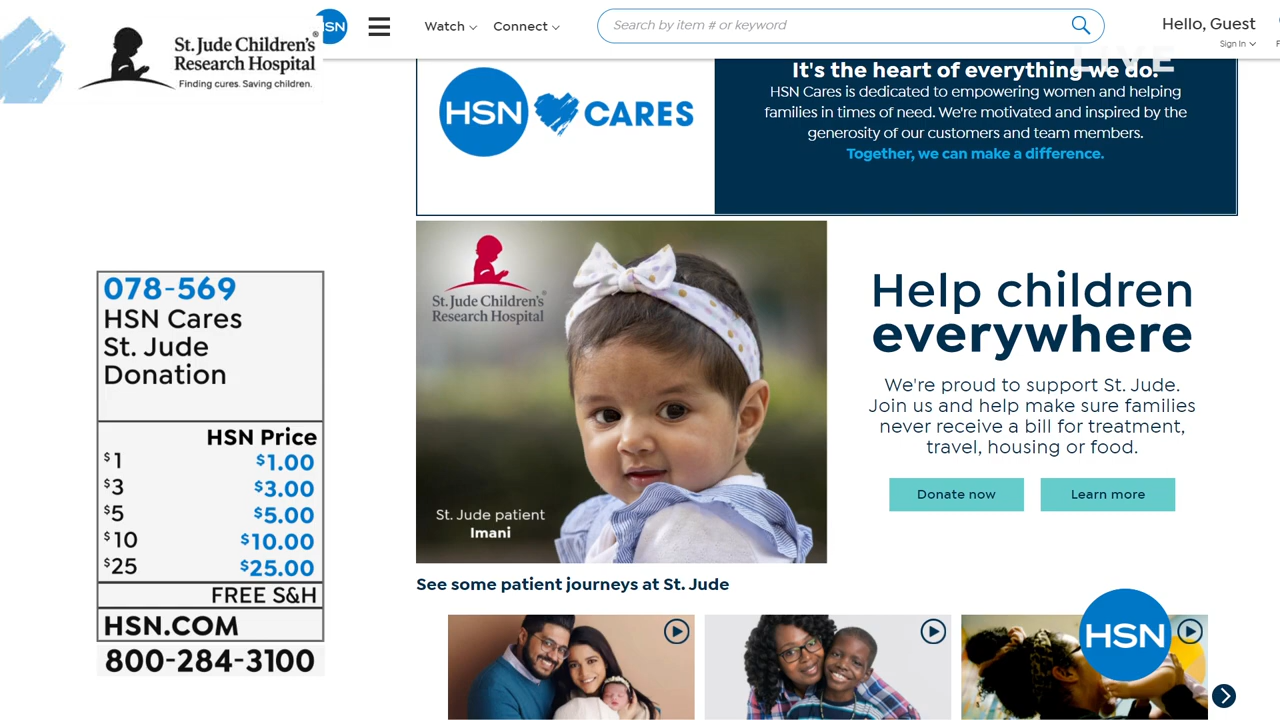 St. Jude Children's®
Research Hospital
Finding cures. Saving children.
HSN
Watch
Connect
Search by item # or keyword
Hello, Guest
Sign In
LIVE
HSN CARES
It's the heart of everything we do.
HSN Cares is dedicated to empowering women and helping
families in times of need. We're motivated and inspired by the
generosity of our customers and team members.
Together, we can make a difference.
078-569
HSN Cares
St. Jude
Donation
HSN Price
$1 $1.00
$3 $3.00
$5 $5.00
$10 $10.00
$25 $25.00
FREE S&H
HSN.COM
800-284-3100
St. Jude Children's®
Research Hospital
St. Jude patient
Imani
Help children
everywhere
We're proud to support St. Jude.
Join us and help make sure families
never receive a bill for treatment,
travel, housing or food.
Donate now
Learn more
See some patient journeys at St. Jude
HSN